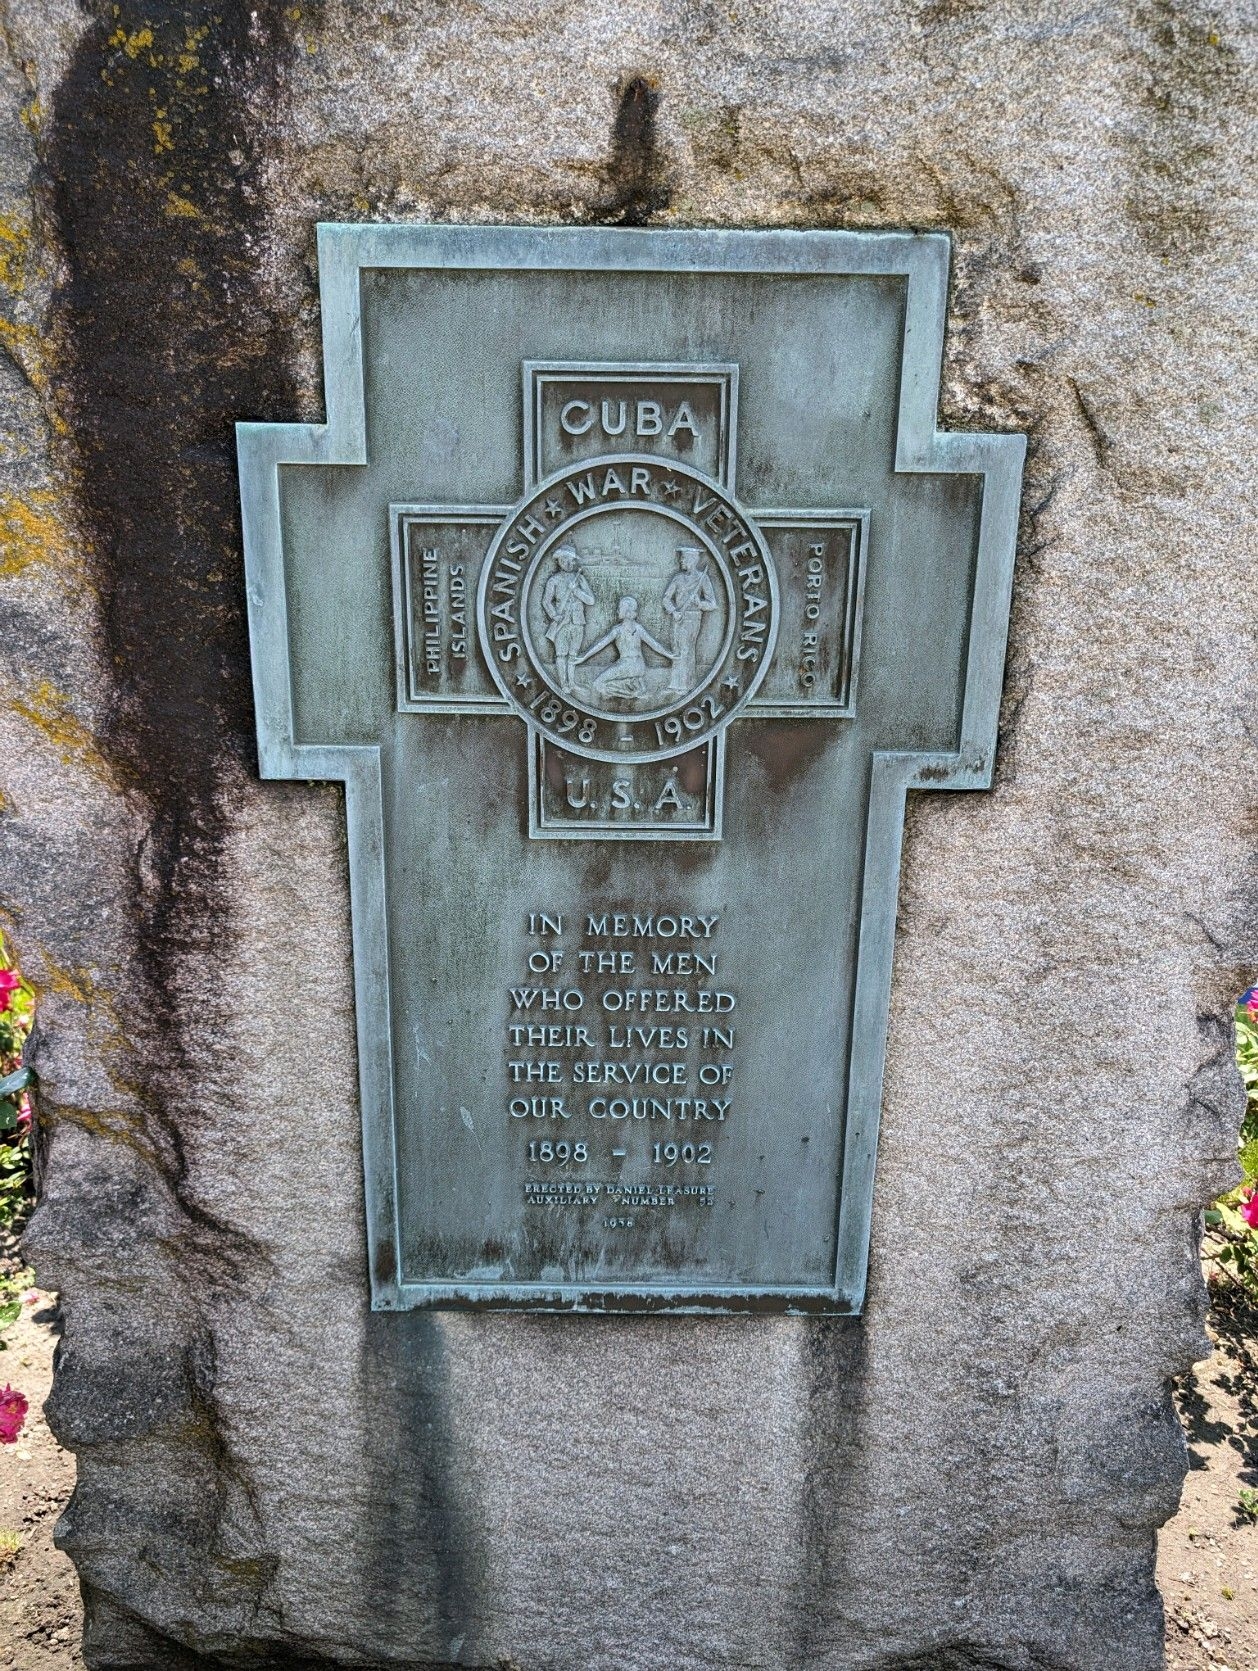 CUBA
SPANISH ★ WAR ★ VETERANS
PHILIPPINE
ISLANDS
PORTO RICO
★ 1898 - 1902 ★
U. S. A.
IN MEMORY
OF THE MEN
WHO OFFERED
THEIR LIVES IN
THE SERVICE OF
OUR COUNTRY
1898 - 1902
ERECTED BY DANIEL LEASURE
AUXILIARY NUMBER 55